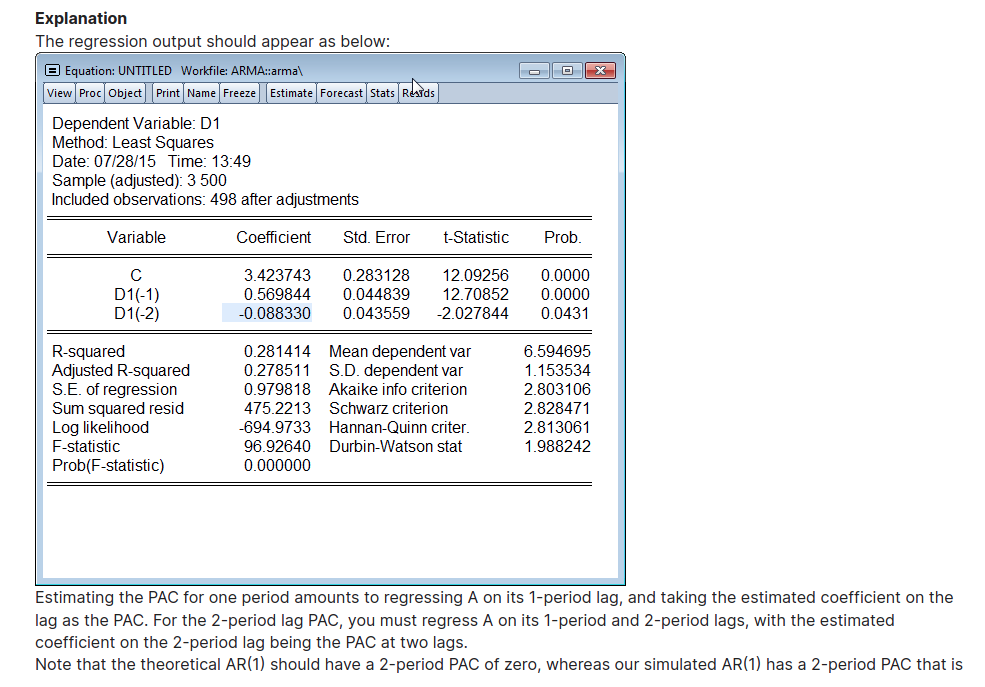 Explanation
The regression output should appear as below:
Equation: UNTITLED Workfile: ARMA::arma\
View Proc Object Print Name Freeze Estimate Forecast Stats Resids
Dependent Variable: D1
Method: Least Squares
Date: 07/28/15 Time: 13:49
Sample (adjusted): 3 500
Included observations: 498 after adjustments
Variable Coefficient Std. Error t-Statistic Prob.
C 3.423743 0.283128 12.09256 0.0000
D1(-1) 0.569844 0.044839 12.70852 0.0000
D1(-2) -0.088330 0.043559 -2.027844 0.0431
R-squared 0.281414 Mean dependent var 6.594695
Adjusted R-squared 0.278511 S.D. dependent var 1.153534
S.E. of regression 0.979818 Akaike info criterion 2.803106
Sum squared resid 475.2213 Schwarz criterion 2.828471
Log likelihood -694.9733 Hannan-Quinn criter. 2.813061
F-statistic 96.92640 Durbin-Watson stat 1.988242
Prob(F-statistic) 0.000000
Estimating the PAC for one period amounts to regressing A on its 1-period lag, and taking the estimated coefficient on the
lag as the PAC. For the 2-period lag PAC, you must regress A on its 1-period and 2-period lags, with the estimated
coefficient on the 2-period lag being the PAC at two lags.
Note that the theoretical AR(1) should have a 2-period PAC of zero, whereas our simulated AR(1) has a 2-period PAC that is